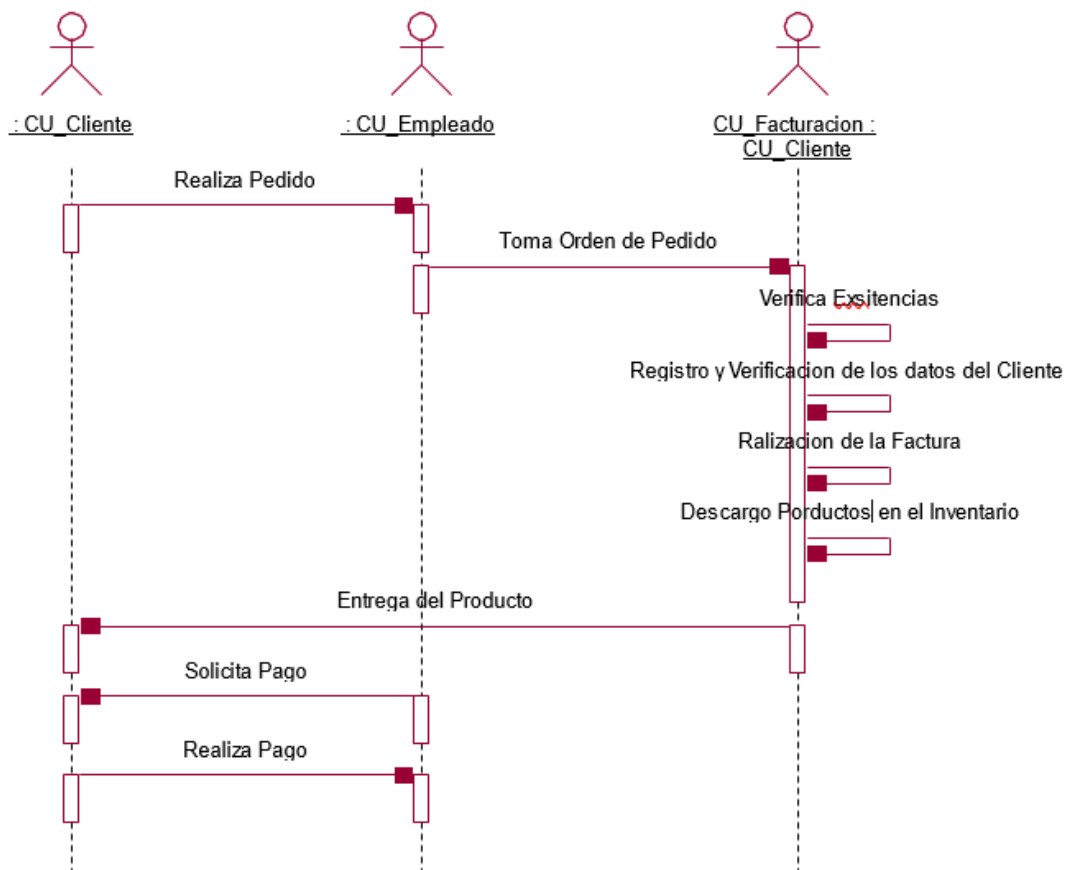 : CU_Cliente
: CU_Empleado
CU_Facturacion :
CU_Cliente
Realiza Pedido
Toma Orden de Pedido
Verifica Exsitencias
Registro y Verificacion de los datos del Cliente
Ralizacion de la Factura
Descargo Porductos en el Inventario
Entrega del Producto
Solicita Pago
Realiza Pago